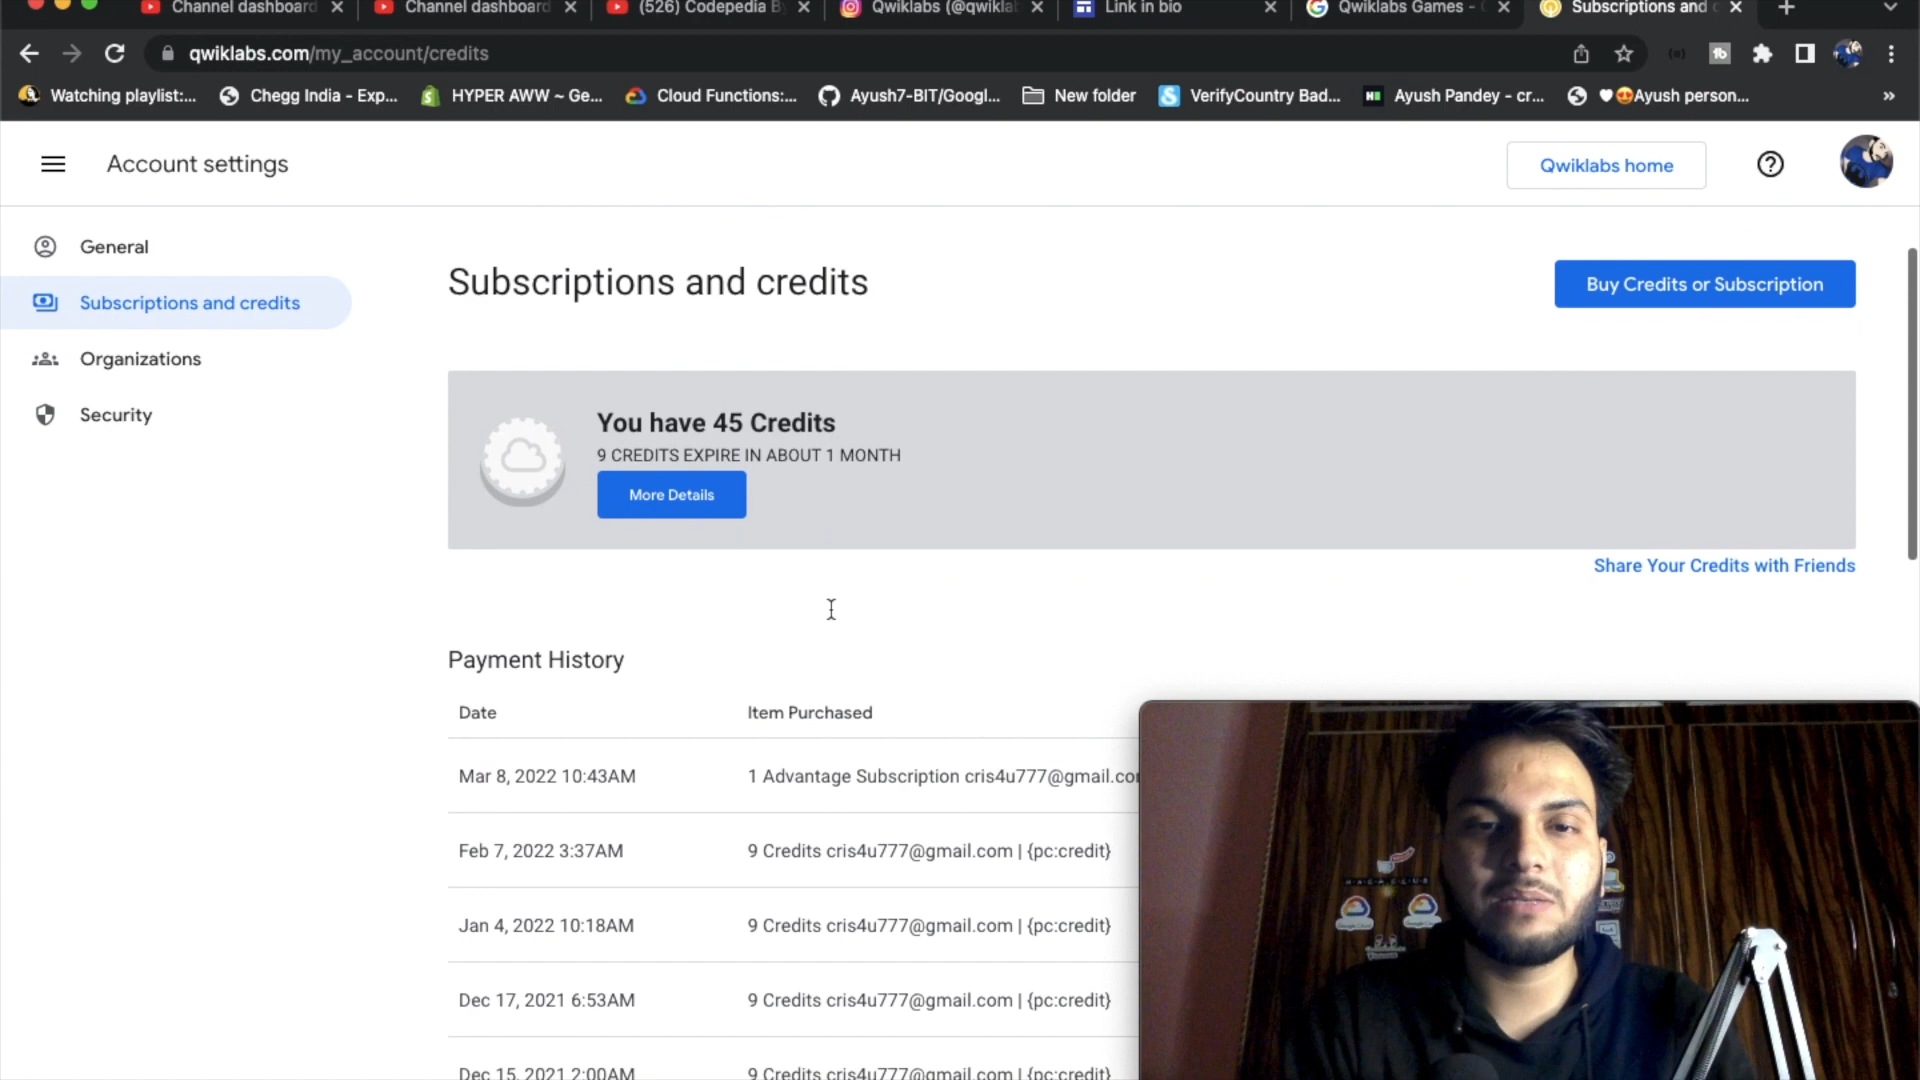 Channel dashboard
Channel dashboard
(526) Codepedia B
Qwiklabs (@qwikla
Link in bio
Qwiklabs Games -
Subscriptions and
qwiklabs.com/my_account/credits
Watching playlist:...
Chegg India - Exp...
HYPER AWW ~ Ge...
Cloud Functions:...
Ayush7-BIT/Googl...
New folder
VerifyCountry Bad...
Ayush Pandey - cr...
Ayush person...
Account settings
Qwiklabs home
General
Subscriptions and credits
Organizations
Security
Subscriptions and credits
Buy Credits or Subscription
You have 45 Credits
9 CREDITS EXPIRE IN ABOUT 1 MONTH
More Details
Share Your Credits with Friends
Payment History
Date Item Purchased
Mar 8, 2022 10:43AM 1 Advantage Subscription cris4u777@gmail.co
Feb 7, 2022 3:37AM 9 Credits cris4u777@gmail.com | {pc:credit}
Jan 4, 2022 10:18AM 9 Credits cris4u777@gmail.com | {pc:credit}
Dec 17, 2021 6:53AM 9 Credits cris4u777@gmail.com | {pc:credit}
Dec 15, 2021 2:00AM 9 Credits cris4u777@gmail.com | {pc:credit}